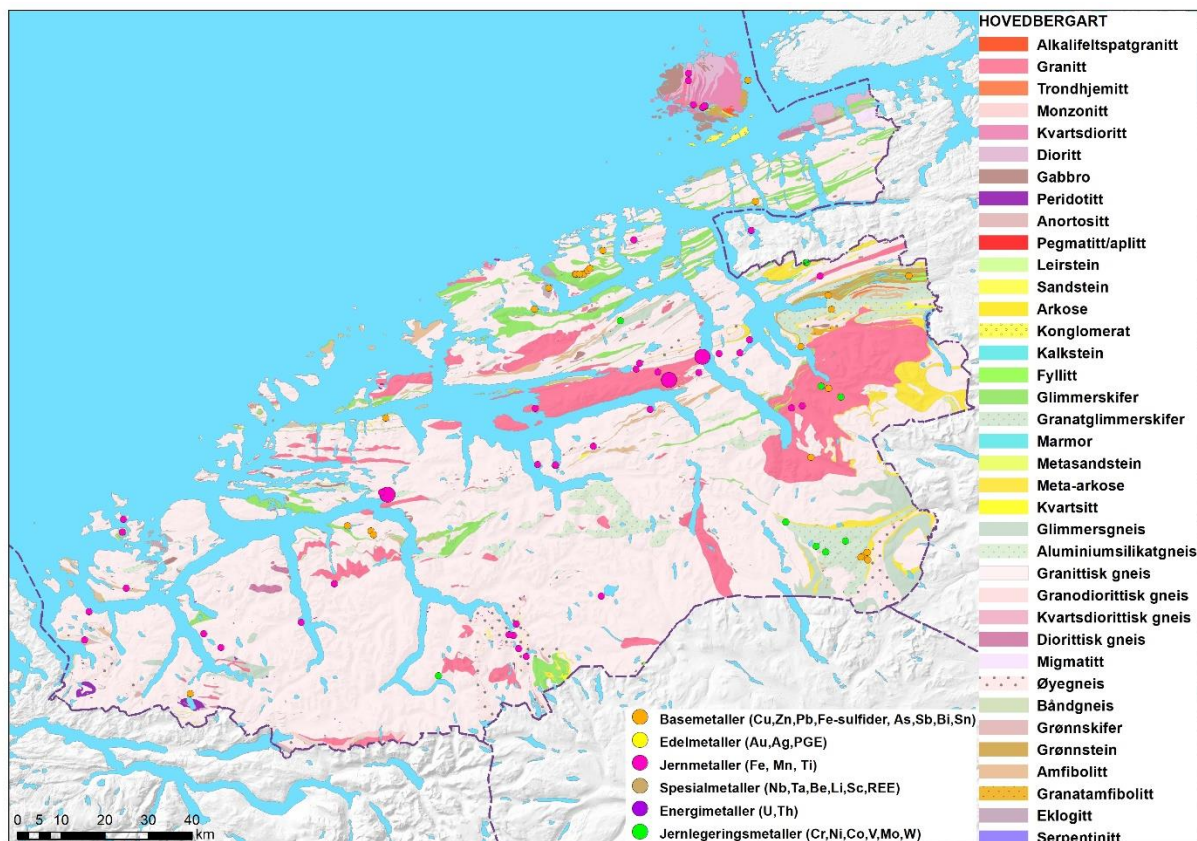 HOVEDBERGART
Alkalifeltspatgranitt
Granitt
Trondhjemitt
Monzonitt
Kvartsdioritt
Dioritt
Gabbro
Peridotitt
Anortositt
Pegmatitt/aplitt
Leirstein
Sandstein
Arkose
Konglomerat
Kalkstein
Fyllitt
Glimmerskifer
Granatglimmerskifer
Marmor
Metasandstein
Meta-arkose
Kvartsitt
Glimmersgneis
Aluminiumsilikatgneis
Granittisk gneis
Granodiorittisk gneis
Kvartsdiorittisk gneis
Diorittisk gneis
Migmatitt
Øyegneis
Båndgneis
Grønnskifer
Grønnstein
Amfibolitt
Granatamfibolitt
Eklogitt
Serpentinitt
Basemetaller (Cu,Zn,Pb,Fe-sulfider, As,Sb,Bi,Sn)
Edelmetaller (Au,Ag,PGE)
Jernmetaller (Fe, Mn, Ti)
Spesialmetaller (Nb,Ta,Be,Li,Sc,REE)
Energimetaller (U,Th)
Jernlegeringsmetaller (Cr,Ni,Co,V,Mo,W)
0 5 10 20 30 40
km